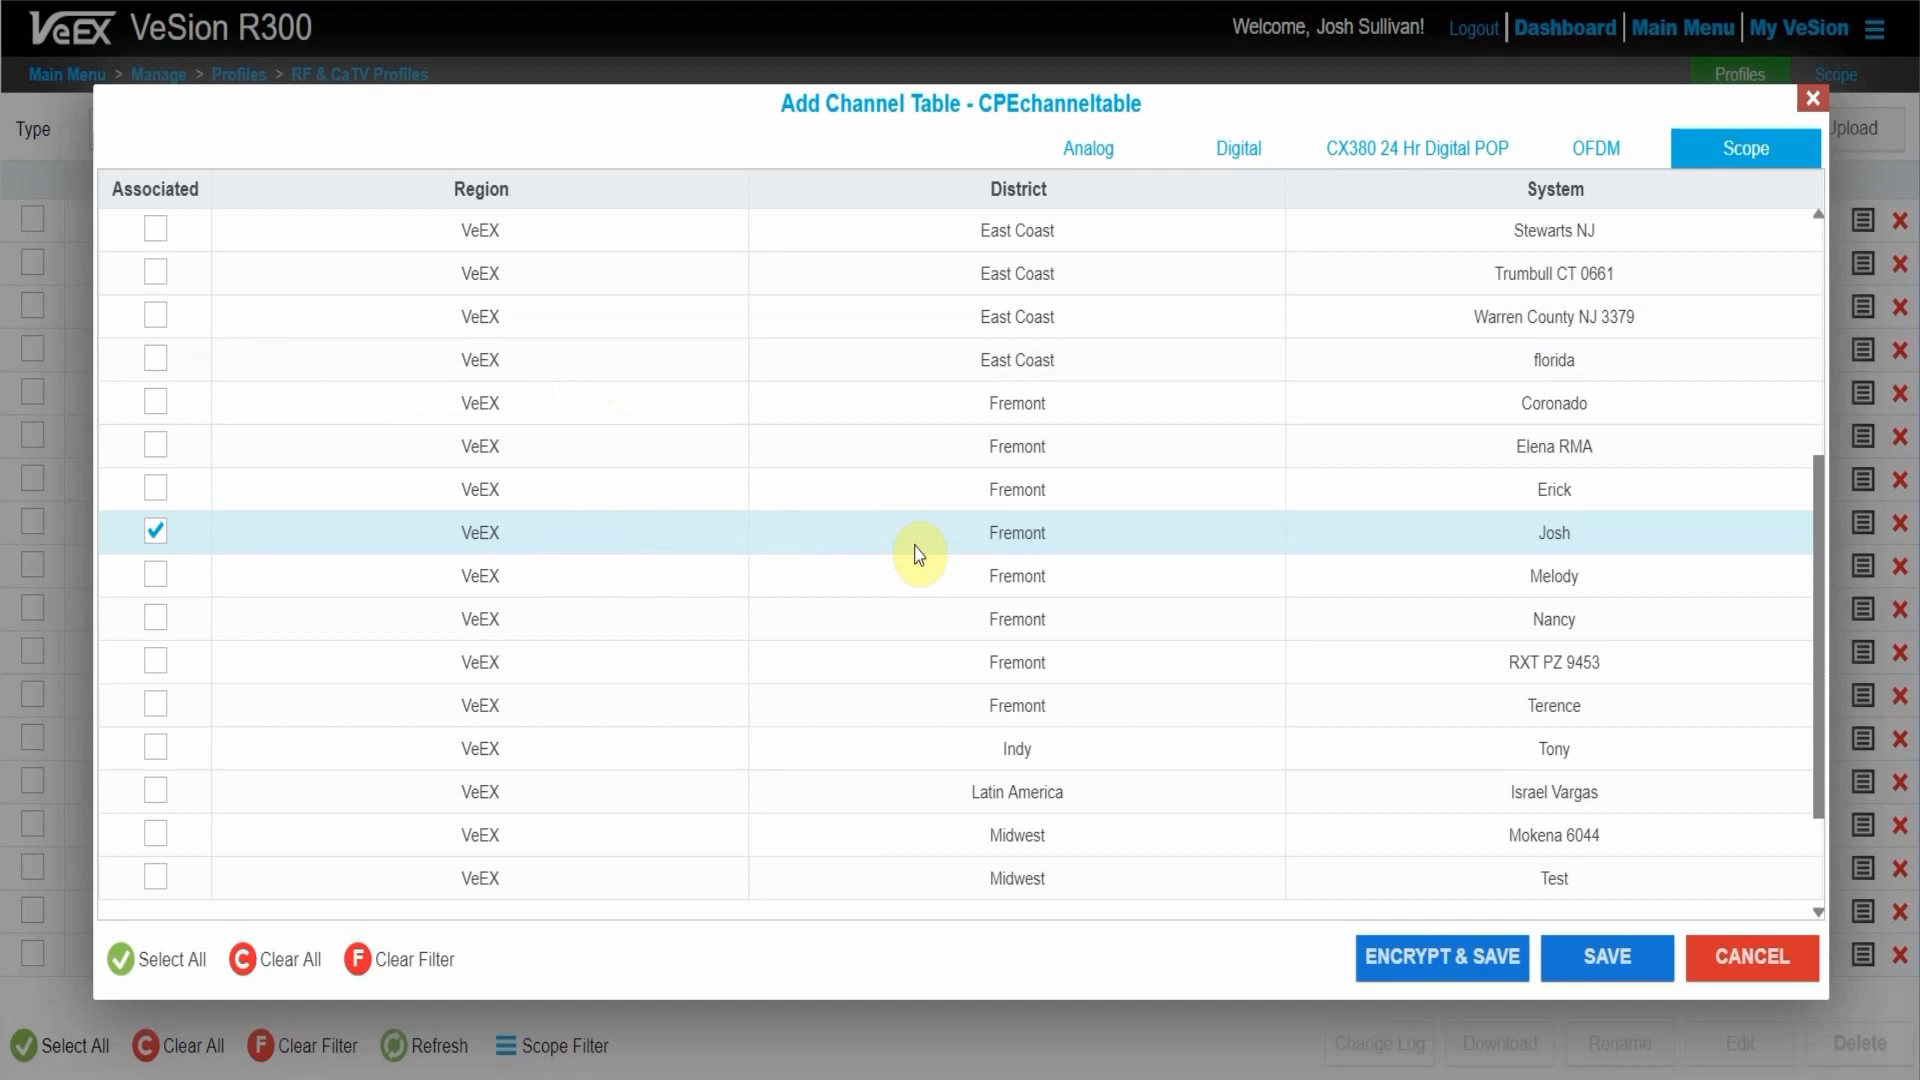 VeEX VeSion R300
Welcome, Josh Sullivan! Logout Dashboard Main Menu My VeSion
Main Menu > Manage > Profiles > RF & CaTV Profiles
Profiles Scope
Add Channel Table - CPEchanneltable
Type
Upload
Analog Digital CX380 24 Hr Digital POP OFDM Scope
Associated Region District System
VeEX East Coast Stewarts NJ
VeEX East Coast Trumbull CT 0661
VeEX East Coast Warren County NJ 3379
VeEX East Coast florida
VeEX Fremont Coronado
VeEX Fremont Elena RMA
VeEX Fremont Erick
VeEX Fremont Josh
VeEX Fremont Melody
VeEX Fremont Nancy
VeEX Fremont RXT PZ 9453
VeEX Fremont Terence
VeEX Indy Tony
VeEX Latin America Israel Vargas
VeEX Midwest Mokena 6044
VeEX Midwest Test
Select All C Clear All F Clear Filter
ENCRYPT & SAVE SAVE CANCEL
Select All C Clear All F Clear Filter Refresh Scope Filter
Change Log Download Rename Edit Delete